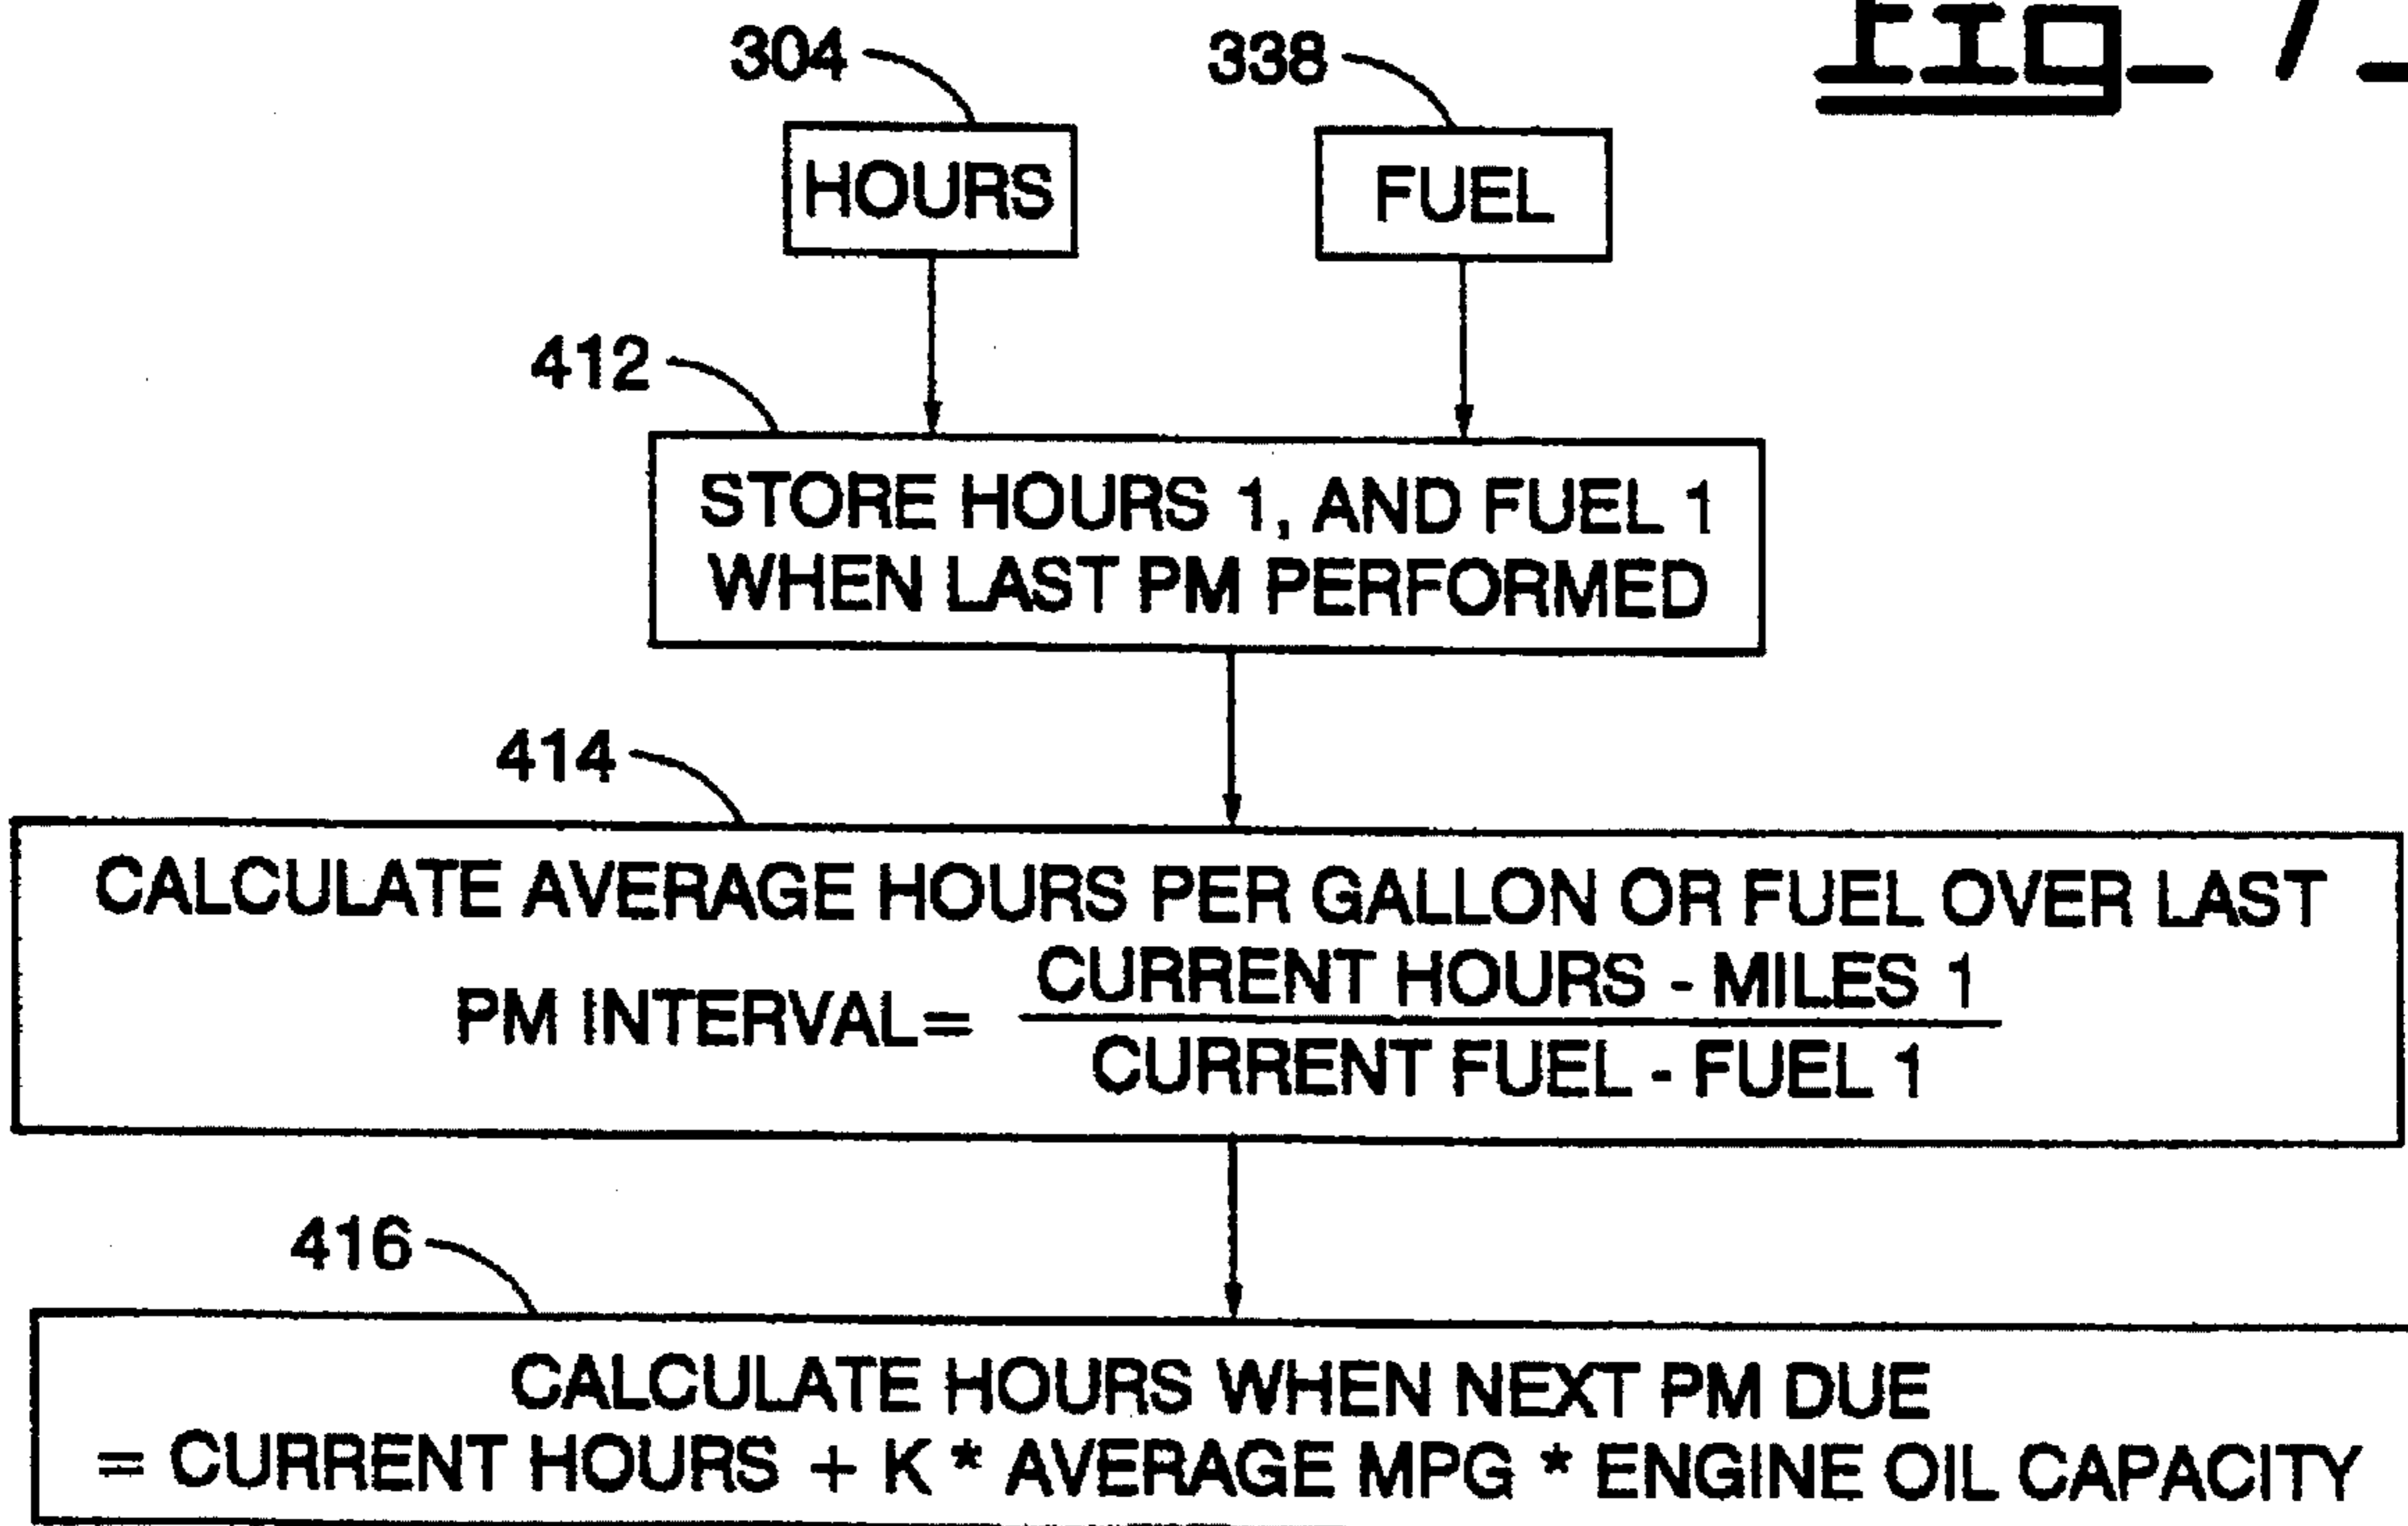 304
338
HOURS
FUEL
412
STORE HOURS 1, AND FUEL 1
WHEN LAST PM PERFORMED
414
CALCULATE AVERAGE HOURS PER GALLON OR FUEL OVER LAST
CURRENT HOURS - MILES 1
PM INTERVAL=
CURRENT FUEL - FUEL 1
416
CALCULATE HOURS WHEN NEXT PM DUE
= CURRENT HOURS + K * AVERAGE MPG * ENGINE OIL CAPACITY